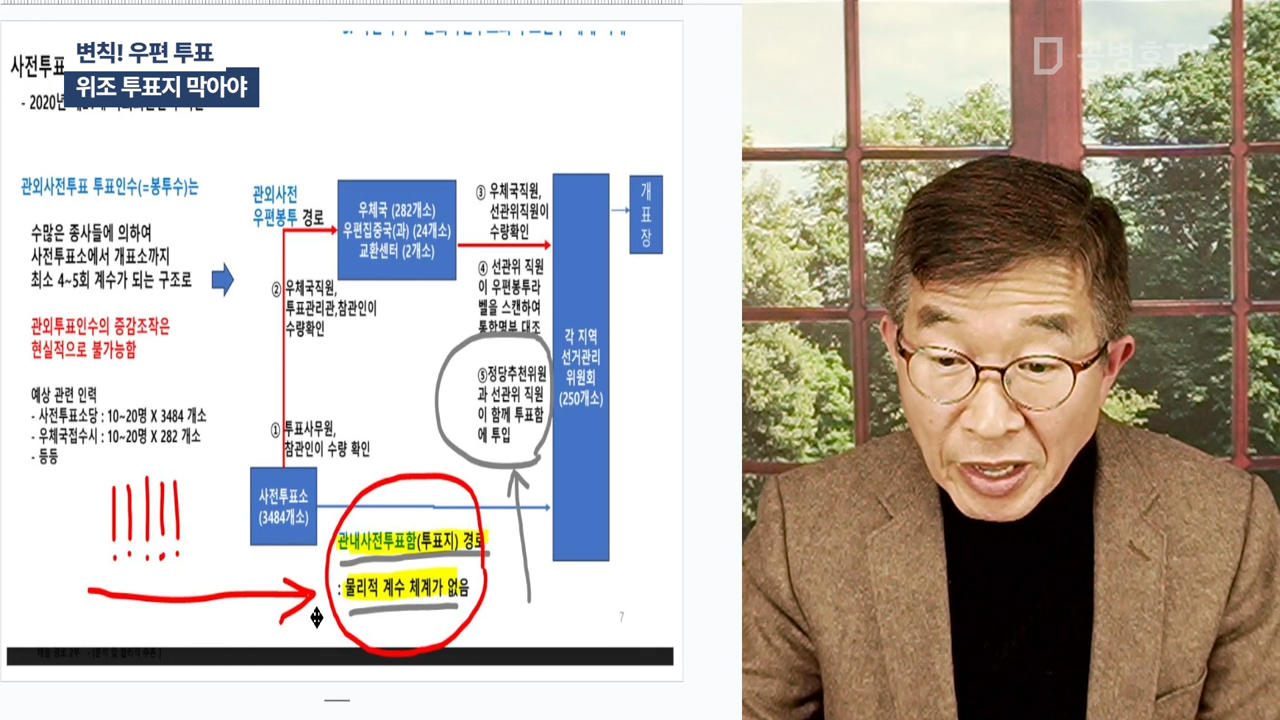 변칙! 우편 투표
위조 투표지 막아야
공병호TV
사전투표
- 2020년
관외사전투표 투표인수(=봉투수)는
수많은 종사들에 의하여
사전투표소에서 개표소까지
최소 4~5회 계수가 되는 구조로
관외투표인수의 증감조작은
현실적으로 불가능함
예상 관련 인력
- 사전투표소당 : 10~20명 X 3484 개소
- 우체국접수시 : 10~20명 X 282 개소
- 등등
관외사전
우편봉투 경로
② 우체국직원,
투표관리관,참관인이
수량확인
① 투표사무원,
참관인이 수량 확인
사전투표소
(3484개소)
우체국 (282개소)
우편집중국(과) (24개소)
교환센터 (2개소)
③ 우체국직원,
선관위직원이
수량확인
④ 선관위 직원
이 우편봉투라
벨을 스캔하여
통합명부 대조
⑤정당추천위원
과 선관위 직원
이 함께 투표함
에 투입
각 지역
선거관리
위원회
(250개소)
개
표
장
관내사전투표함(투표지) 경로
: 물리적 계수 체계가 없음
7